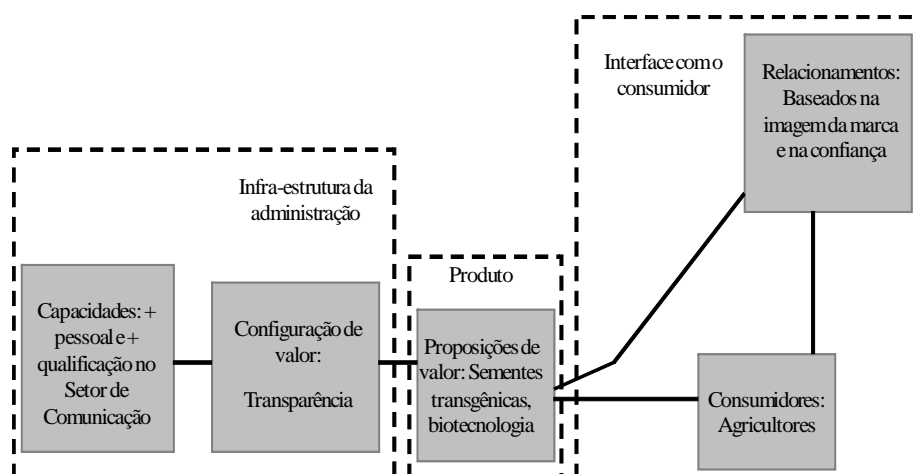 Interface com o
consumidor
Relacionamentos:
Baseados na
imagem da marca
e na confiança
Infra-estrutura da
administração
Produto
Capacidades: +
pessoal e +
qualificação no
Setor de
Comunicação
Configuração de
valor:
Transparência
Proposições de
valor: Sementes
transgênicas,
biotecnologia
Consumidores:
Agricultores